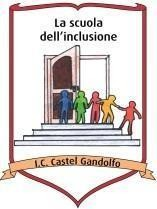 La scuola
dell'inclusione
I.C. Castel Gandolfo